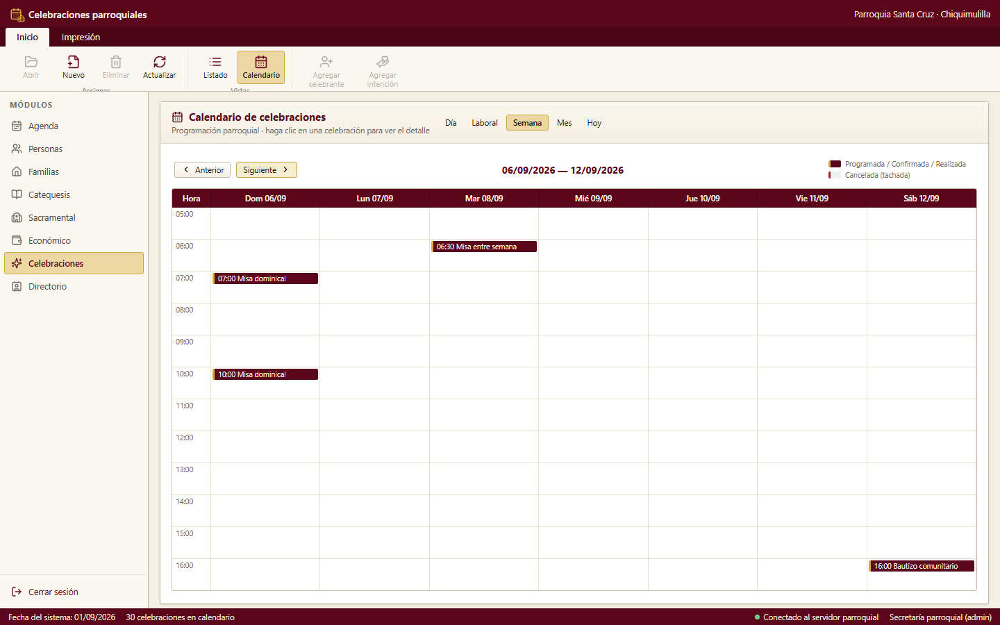 Celebraciones parroquiales
Parroquia Santa Cruz · Chiquimulilla
Inicio
Impresión
Abrir
Nuevo
Eliminar
Actualizar
Acciones
Listado
Calendario
Vistas
Agregar
celebrante
Agregar
intención
MÓDULOS
Agenda
Personas
Familias
Catequesis
Sacramental
Económico
Celebraciones
Directorio
Cerrar sesión
Calendario de celebraciones
Programación parroquial · haga clic en una celebración para ver el detalle
Día
Laboral
Semana
Mes
Hoy
Anterior
Siguiente
06/09/2026 — 12/09/2026
Programada / Confirmada / Realizada
Cancelada (tachada)
Hora
Dom 06/09
Lun 07/09
Mar 08/09
Mié 09/09
Jue 10/09
Vie 11/09
Sáb 12/09
05:00
06:00
06:30 Misa entre semana
07:00
07:00 Misa dominical
08:00
09:00
10:00
10:00 Misa dominical
11:00
12:00
13:00
14:00
15:00
16:00
16:00 Bautizo comunitario
Fecha del sistema: 01/09/2026
30 celebraciones en calendario
Conectado al servidor parroquial
Secretaría parroquial (admin)